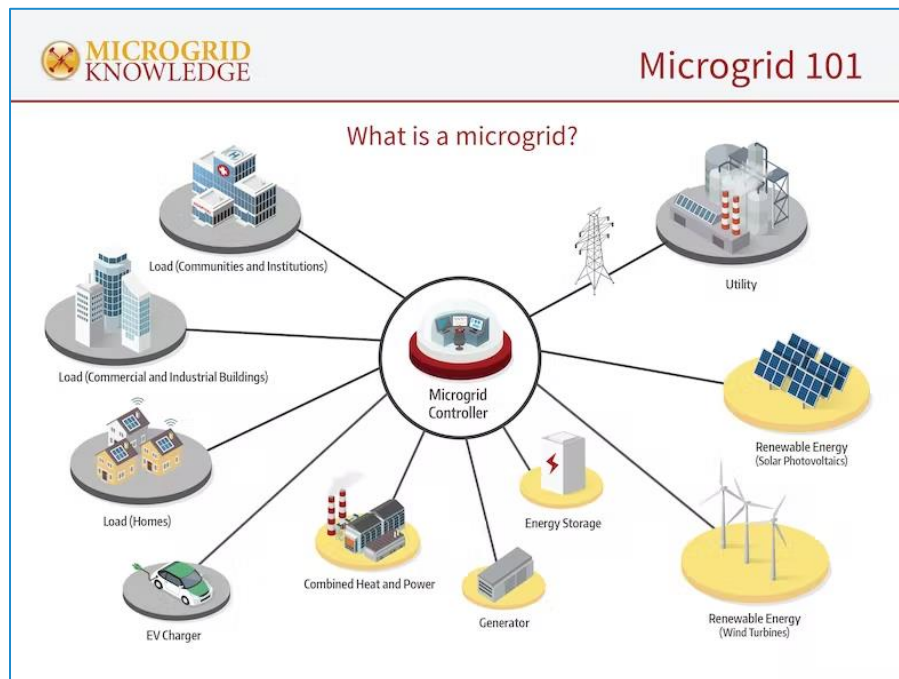 MICROGRID
KNOWLEDGE
Microgrid 101
What is a microgrid?
Load (Communities and Institutions)
Utility
Load (Commercial and Industrial Buildings)
Microgrid
Controller
Renewable Energy
(Solar Photovoltaics)
Load (Homes)
Energy Storage
Combined Heat and Power
Generator
Renewable Energy
(Wind Turbines)
EV Charger
H